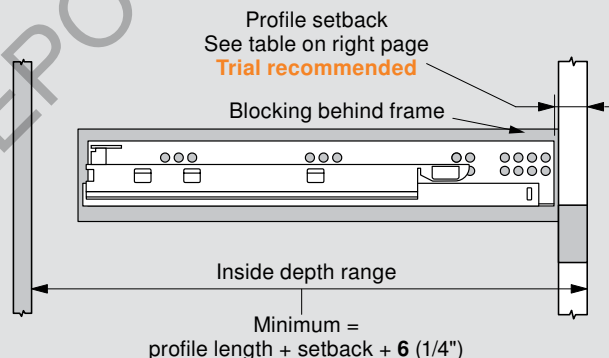 Profile setback
See table on right page
Trial recommended
Blocking behind frame
Inside depth range
Minimum =
profile length + setback + 6 (1/4")